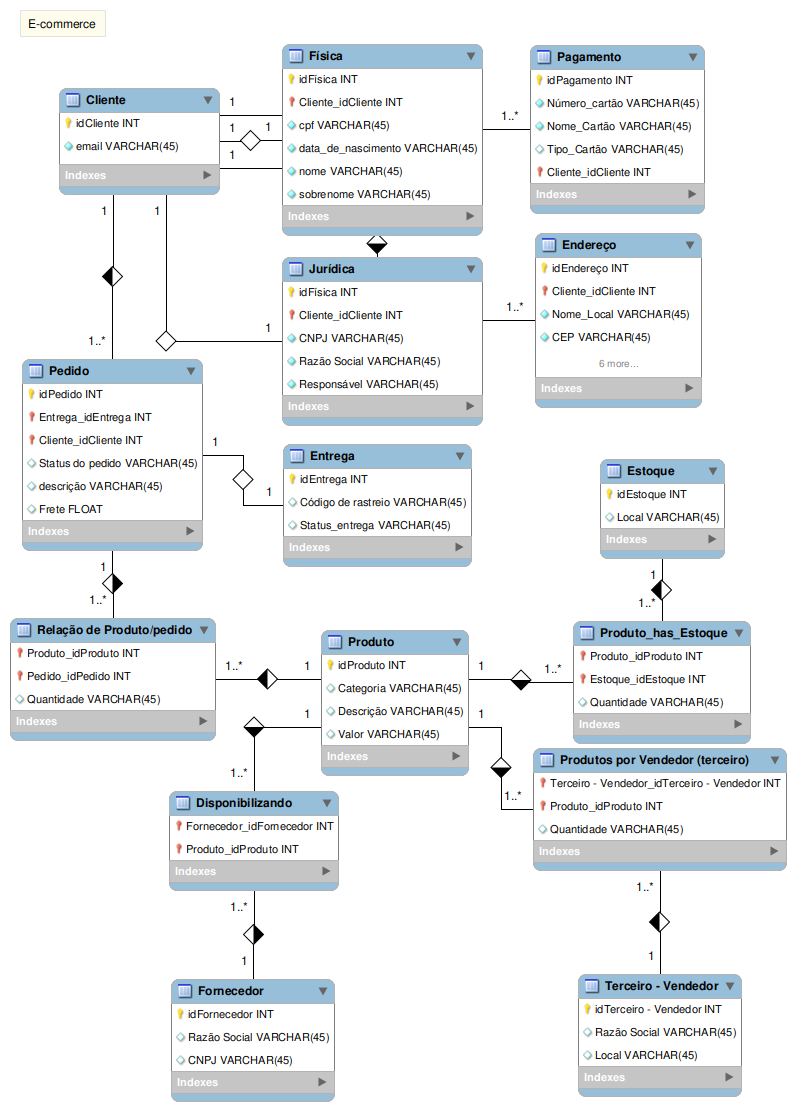 E-commerce
Cliente
idCliente INT
email VARCHAR(45)
Indexes
Física
idFísica INT
Cliente_idCliente INT
cpf VARCHAR(45)
data_de_nascimento VARCHAR(45)
nome VARCHAR(45)
sobrenome VARCHAR(45)
Indexes
Pagamento
idPagamento INT
Número_cartão VARCHAR(45)
Nome_Cartão VARCHAR(45)
Tipo_Cartão VARCHAR(45)
Cliente_idCliente INT
Indexes
1
1
1
1
1..*
1
1
Jurídica
idFísica INT
Cliente_idCliente INT
CNPJ VARCHAR(45)
Razão Social VARCHAR(45)
Responsável VARCHAR(45)
Indexes
Endereço
idEndereço INT
Cliente_idCliente INT
Nome_Local VARCHAR(45)
CEP VARCHAR(45)
6 more...
Indexes
1..*
1
1..*
Pedido
idPedido INT
Entrega_idEntrega INT
Cliente_idCliente INT
Status do pedido VARCHAR(45)
descrição VARCHAR(45)
Frete FLOAT
Indexes
1
1
Entrega
idEntrega INT
Código de rastreio VARCHAR(45)
Status_entrega VARCHAR(45)
Indexes
Estoque
idEstoque INT
Local VARCHAR(45)
Indexes
1
1..*
1
1..*
Relação de Produto/pedido
Produto_idProduto INT
Pedido_idPedido INT
Quantidade VARCHAR(45)
Indexes
1..*
1
Produto
idProduto INT
Categoria VARCHAR(45)
Descrição VARCHAR(45)
Valor VARCHAR(45)
Indexes
1
1..*
Produto_has_Estoque
Produto_idProduto INT
Estoque_idEstoque INT
Quantidade VARCHAR(45)
Indexes
1
1..*
1
1..*
Produtos por Vendedor (terceiro)
Terceiro - Vendedor_idTerceiro - Vendedor INT
Produto_idProduto INT
Quantidade VARCHAR(45)
Indexes
Disponibilizando
Fornecedor_idFornecedor INT
Produto_idProduto INT
Indexes
1..*
1
1..*
1
Fornecedor
idFornecedor INT
Razão Social VARCHAR(45)
CNPJ VARCHAR(45)
Indexes
Terceiro - Vendedor
idTerceiro - Vendedor INT
Razão Social VARCHAR(45)
Local VARCHAR(45)
Indexes